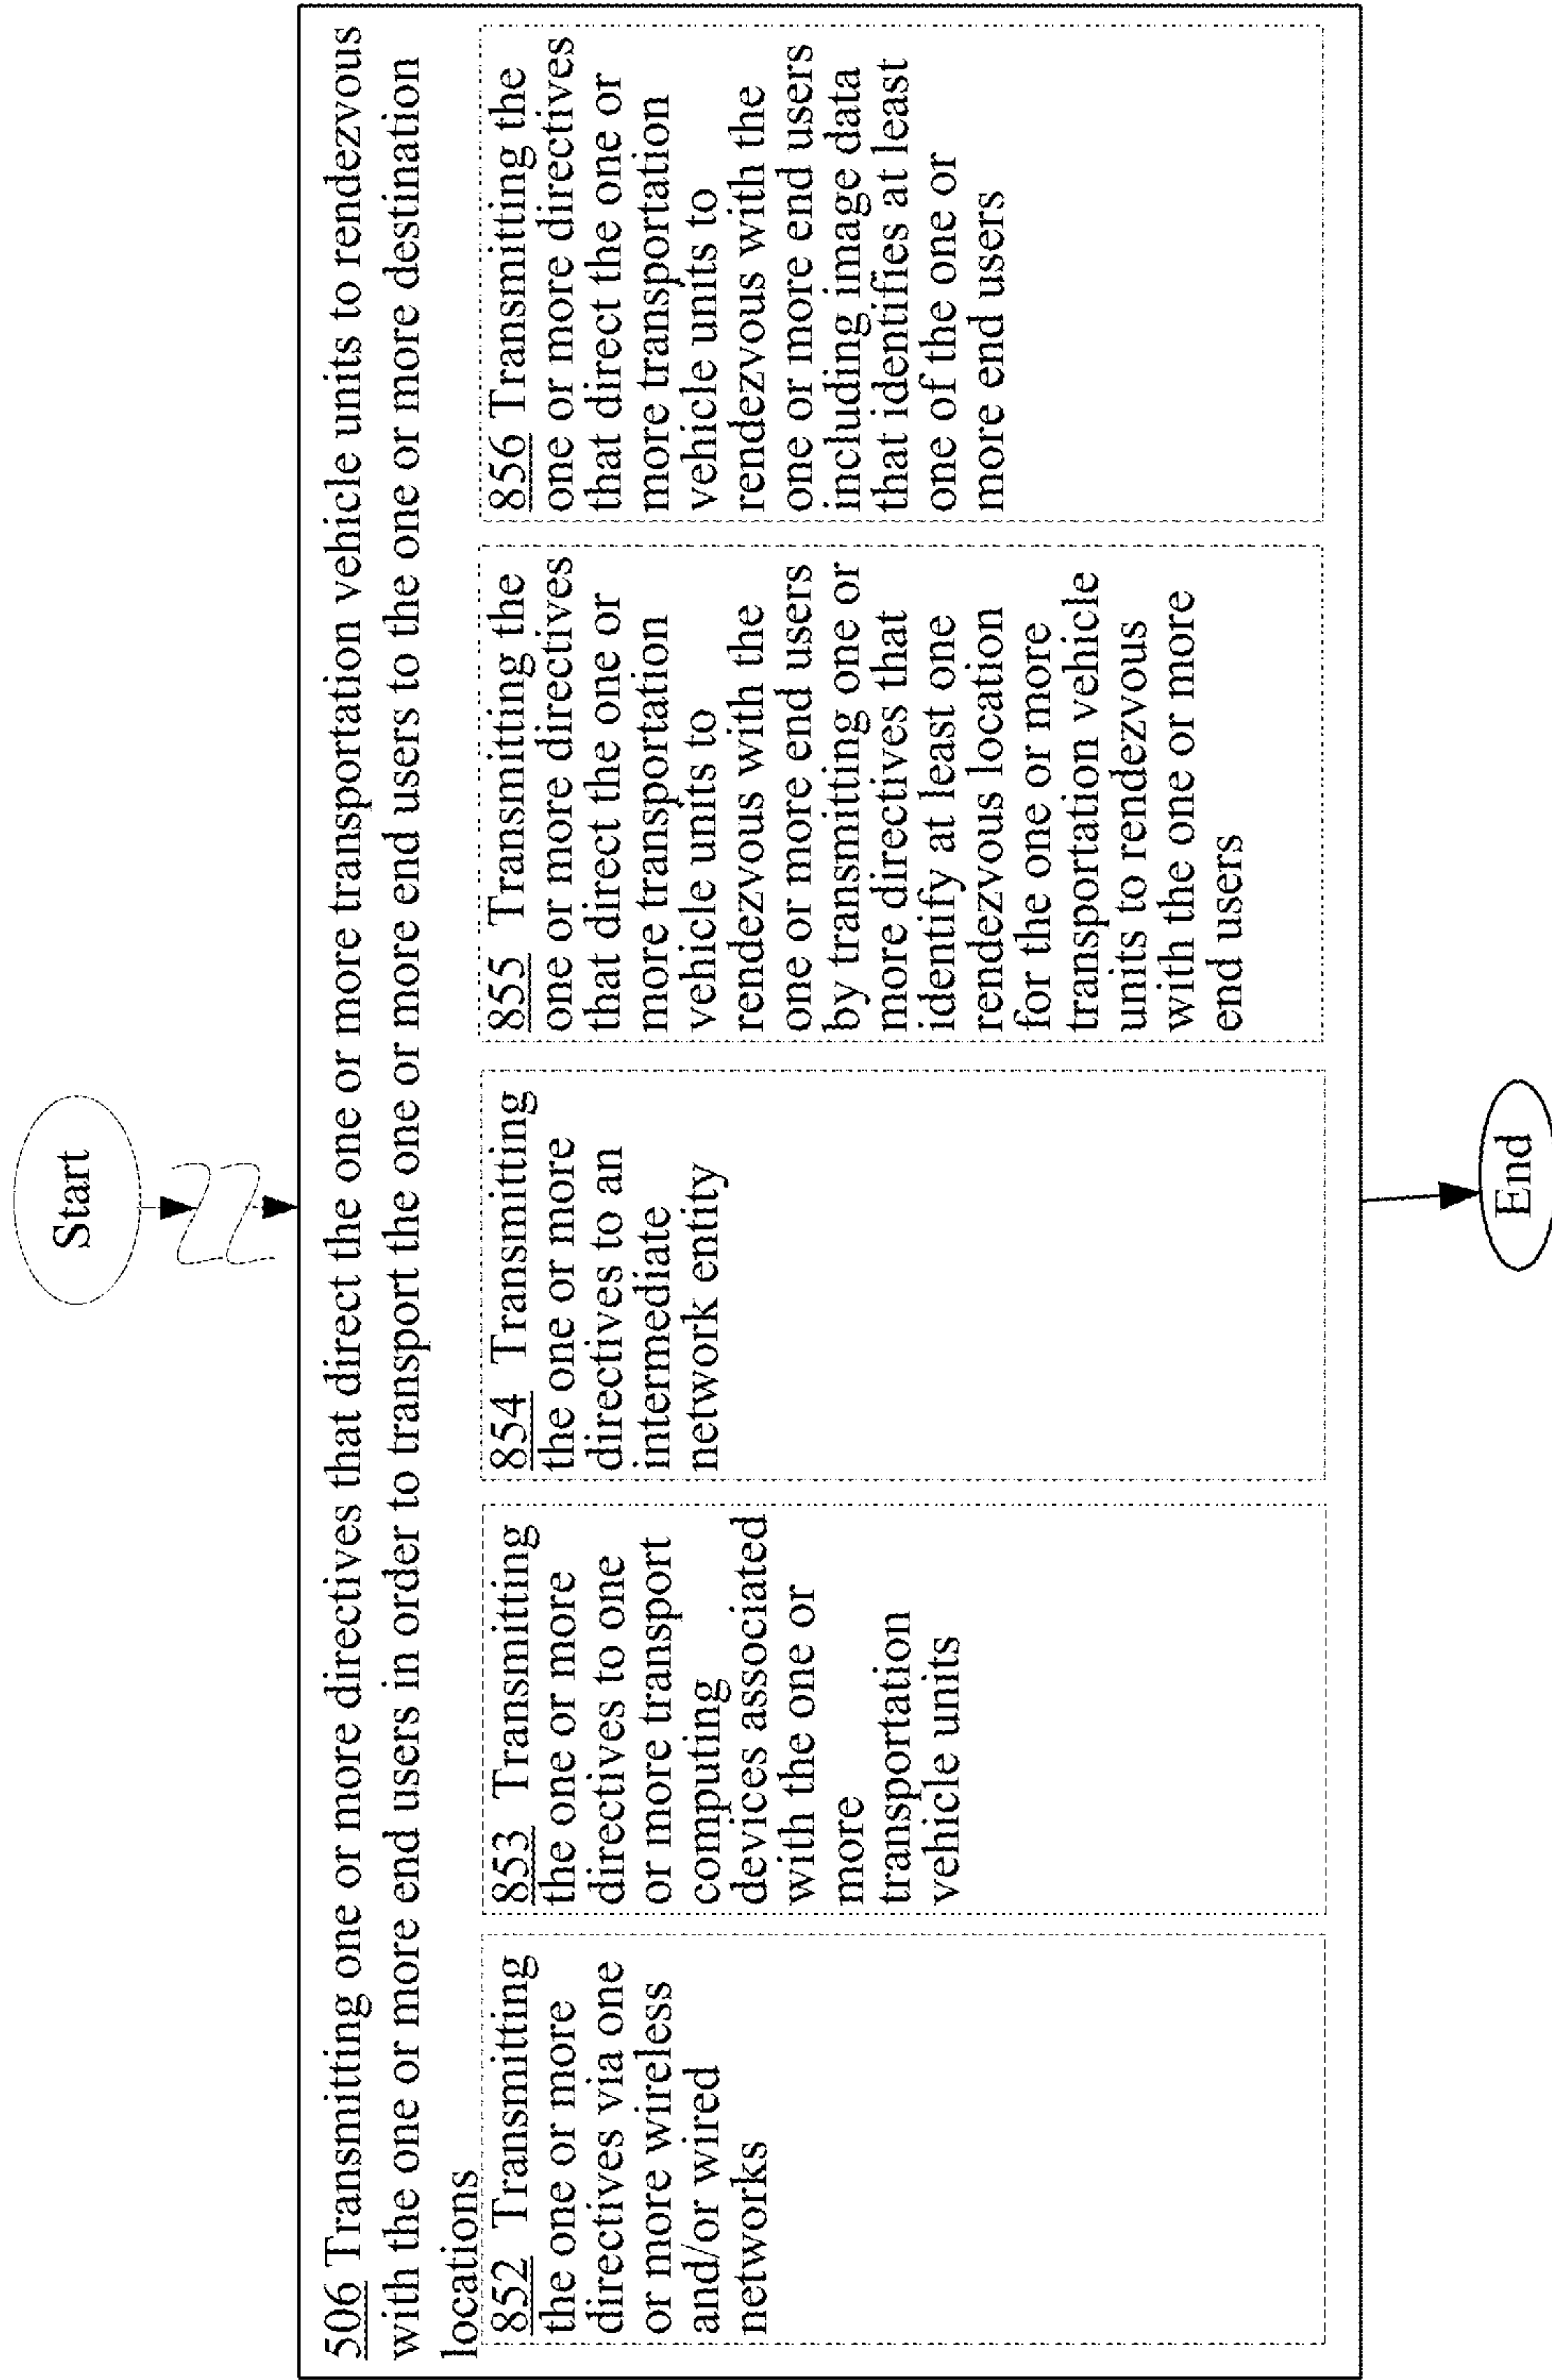 Start
506 Transmitting one or more directives that direct the one or more transportation vehicle units to rendezvous
with the one or more end users in order to transport the one or more end users to the one or more destination
locations
852 Transmitting
the one or more
directives via one
or more wireless
and/or wired
networks
853 Transmitting
the one or more
directives to one
or more transport
computing
devices associated
with the one or
more
transportation
vehicle units
854 Transmitting
the one or more
directives to an
intermediate
network entity
855 Transmitting the
one or more directives
that direct the one or
more transportation
vehicle units to
rendezvous with the
one or more end users
by transmitting one or
more directives that
identify at least one
rendezvous location
for the one or more
transportation vehicle
units to rendezvous
with the one or more
end users
856 Transmitting the
one or more directives
that direct the one or
more transportation
vehicle units to
rendezvous with the
one or more end users
including image data
that identifies at least
one of the one or
more end users
End